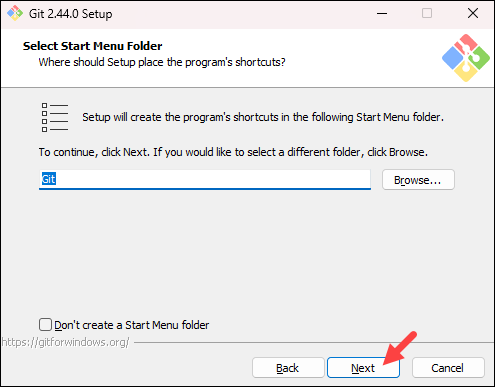 Git 2.44.0 Setup
Select Start Menu Folder
Where should Setup place the program's shortcuts?
Setup will create the program's shortcuts in the following Start Menu folder.
To continue, click Next. If you would like to select a different folder, click Browse.
Git
Browse...
Don't create a Start Menu folder
https://gitforwindows.org/
Back
Next
Cancel